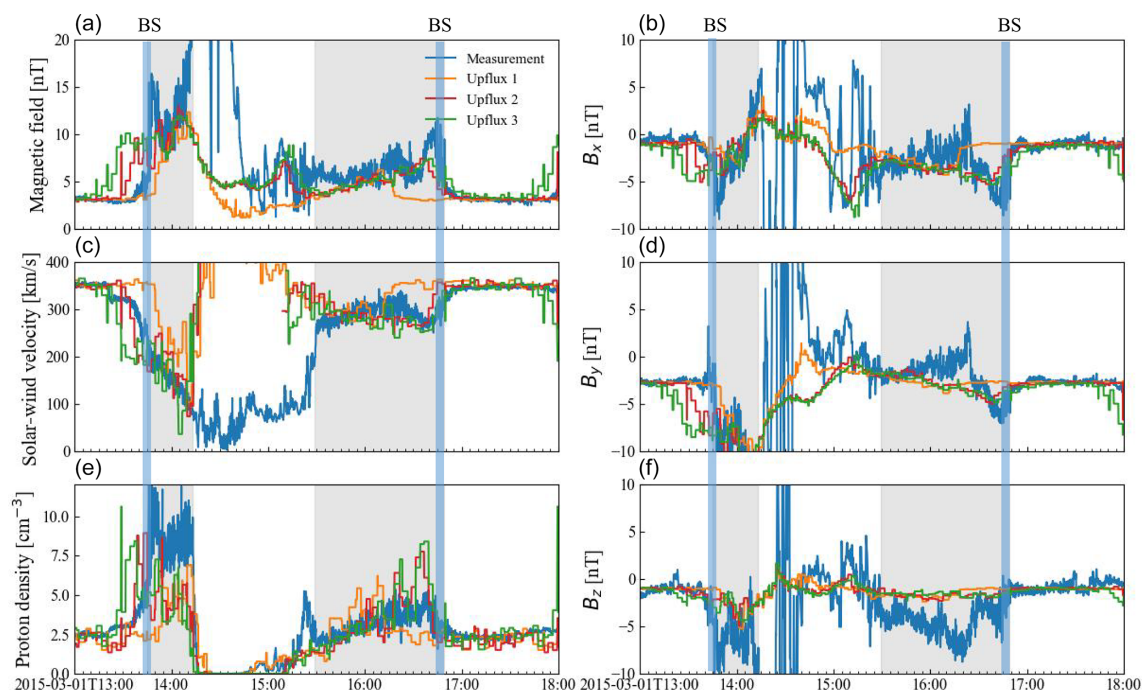 (a) BS BS (b) BS BS
20
15
10
5
0
Magnetic field [nT]
Measurement
Upflux 1
Upflux 2
Upflux 3
10
5
0
−5
−10
Bx [nT]
(c) (d)
400
300
200
100
0
Solar-wind velocity [km/s]
10
5
0
−5
−10
By [nT]
(e) (f)
10.0
7.5
5.0
2.5
0.0
Proton density [cm−3]
10
5
0
−5
−10
Bz [nT]
2015-03-01T13:00 14:00 15:00 16:00 17:00 18:00
2015-03-01T13:00 14:00 15:00 16:00 17:00 18:00